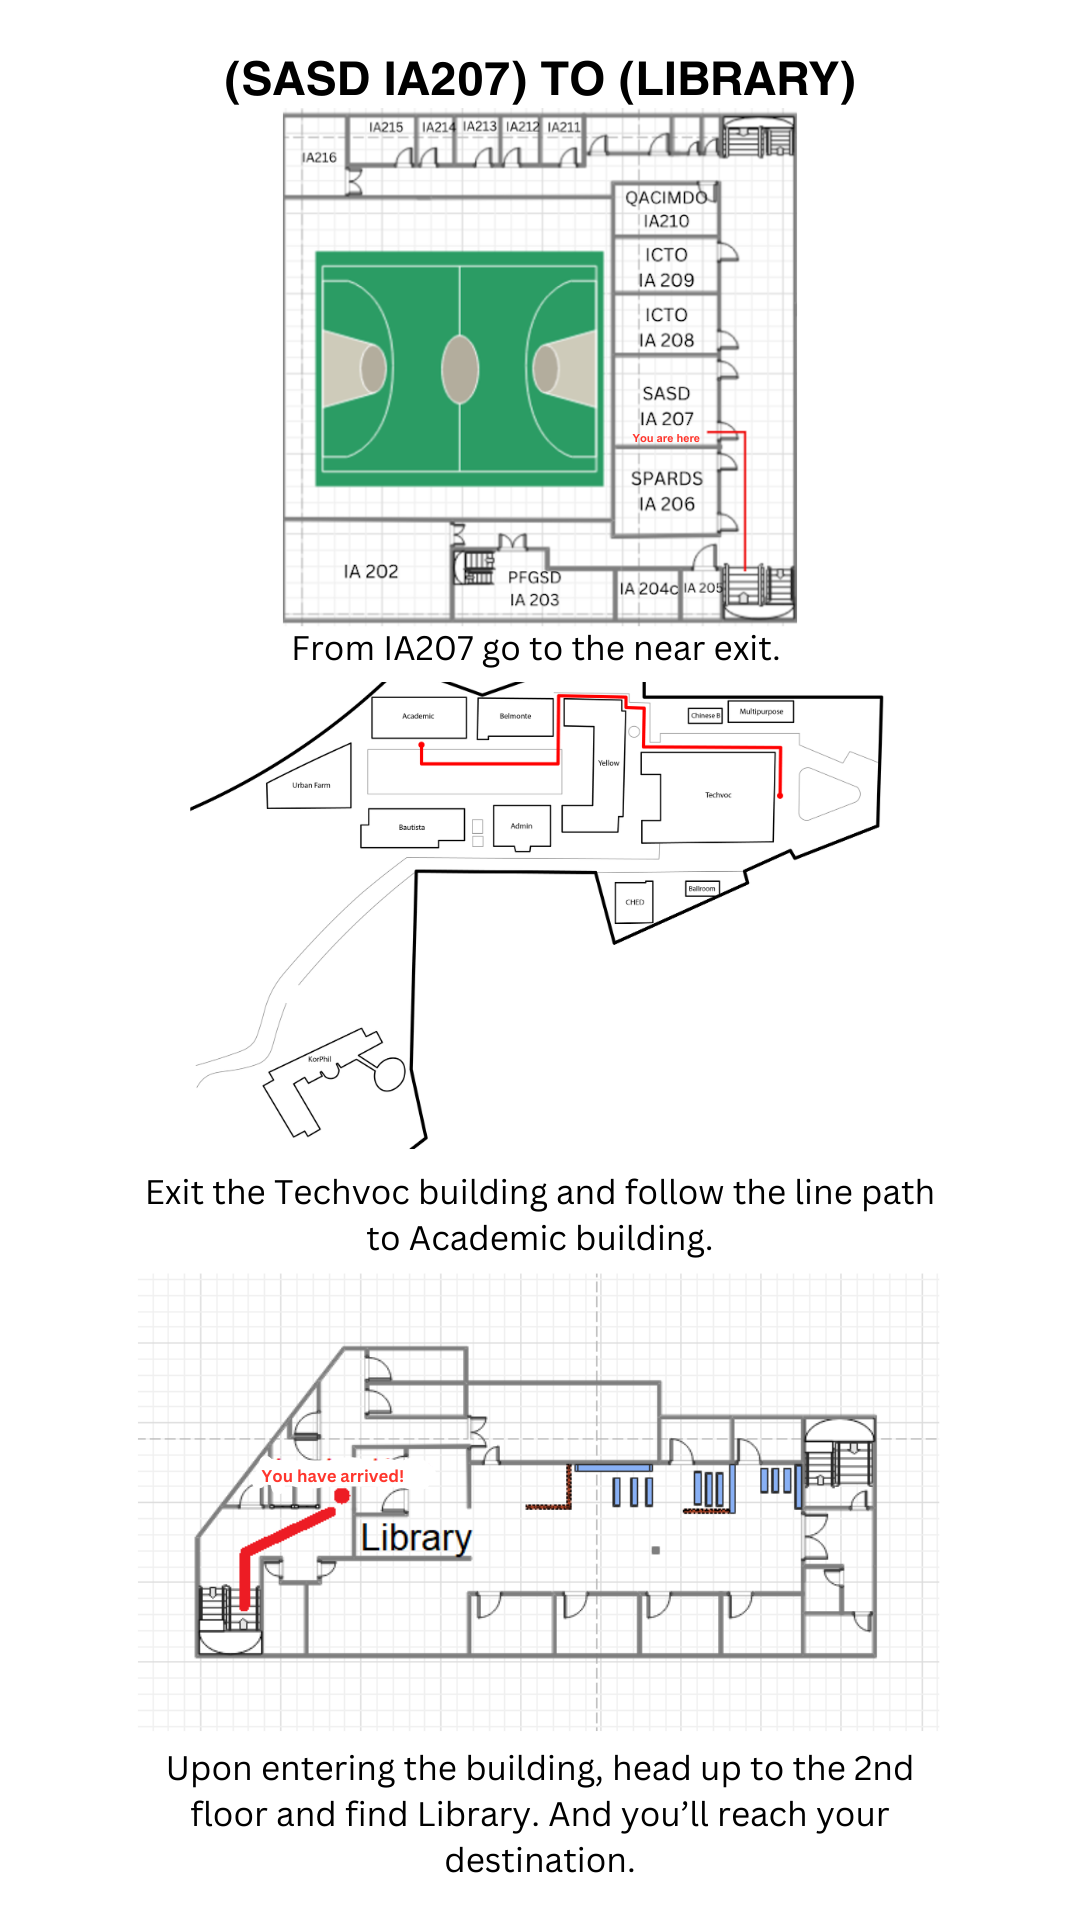 (SASD IA207) TO (LIBRARY)
IA215
IA214
IA213
IA212
IA211
IA216
QACIMDO
IA210
ICTO
IA 209
ICTO
IA 208
SASD
IA 207
You are here
SPARDS
IA 206
IA 202
PFGSD
IA 203
IA 204c
IA 205
From IA207 go to the near exit.
Academic
Belmonte
Chinese B
Multipurpose
Yellow
Urban Farm
Techvoc
Bautista
Admin
CHED
Ballroom
KorPhil
Exit the Techvoc building and follow the line path
to Academic building.
You have arrived!
Library
Upon entering the building, head up to the 2nd
floor and find Library. And you’ll reach your
destination.